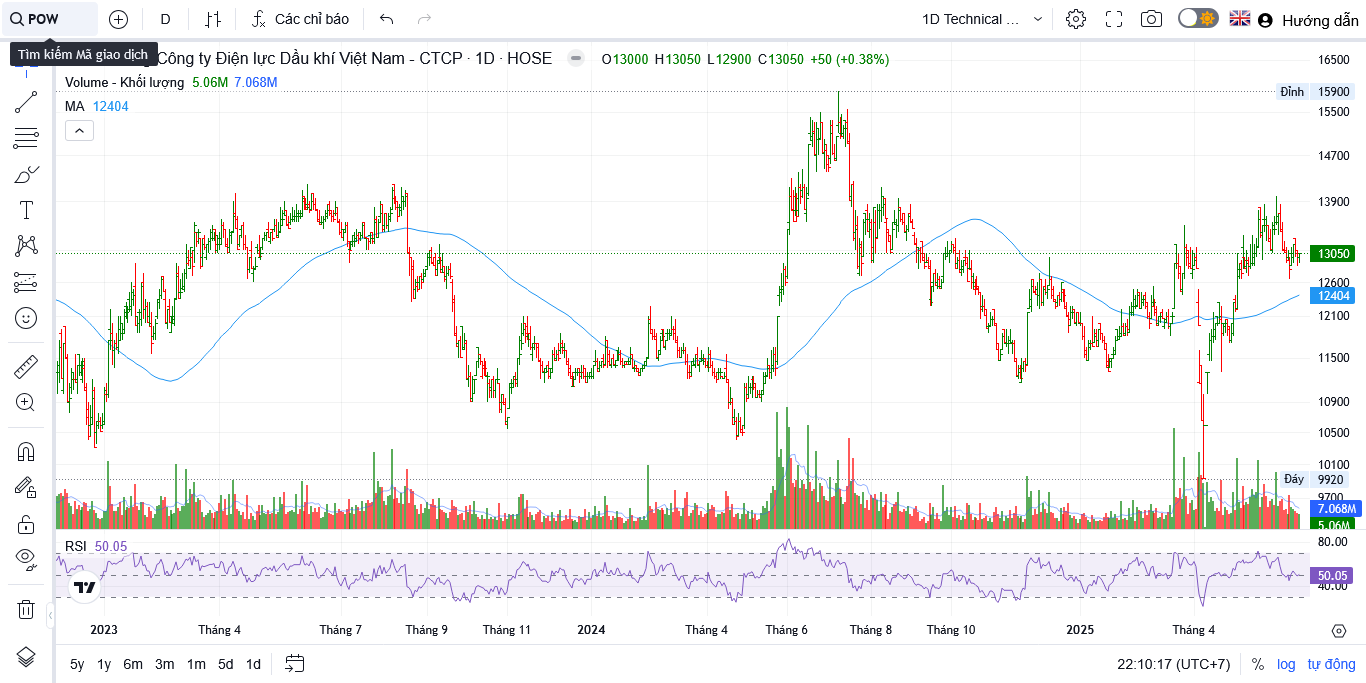 POW
D
Các chỉ báo
1D Technical ...
Hướng dẫn
Tìm kiếm Mã giao dịch
Công ty Điện lực Dầu khí Việt Nam - CTCP · 1D · HOSE
O13000 H13050 L12900 C13050 +50 (+0.38%)
Volume - Khối lượng 5.06M 7.068M
MA 12404
16500
Đỉnh 15900
15500
14700
13900
13050
12600
12404
12100
11500
10900
10500
10100
Đáy 9920
9700
7.068M
5.06M
RSI 50.05
80.00
50.05
40.00
2023 Tháng 4 Tháng 7 Tháng 9 Tháng 11 2024 Tháng 4 Tháng 6 Tháng 8 Tháng 10 2025 Tháng 4
5y 1y 6m 3m 1m 5d 1d
22:10:17 (UTC+7) % log tự động